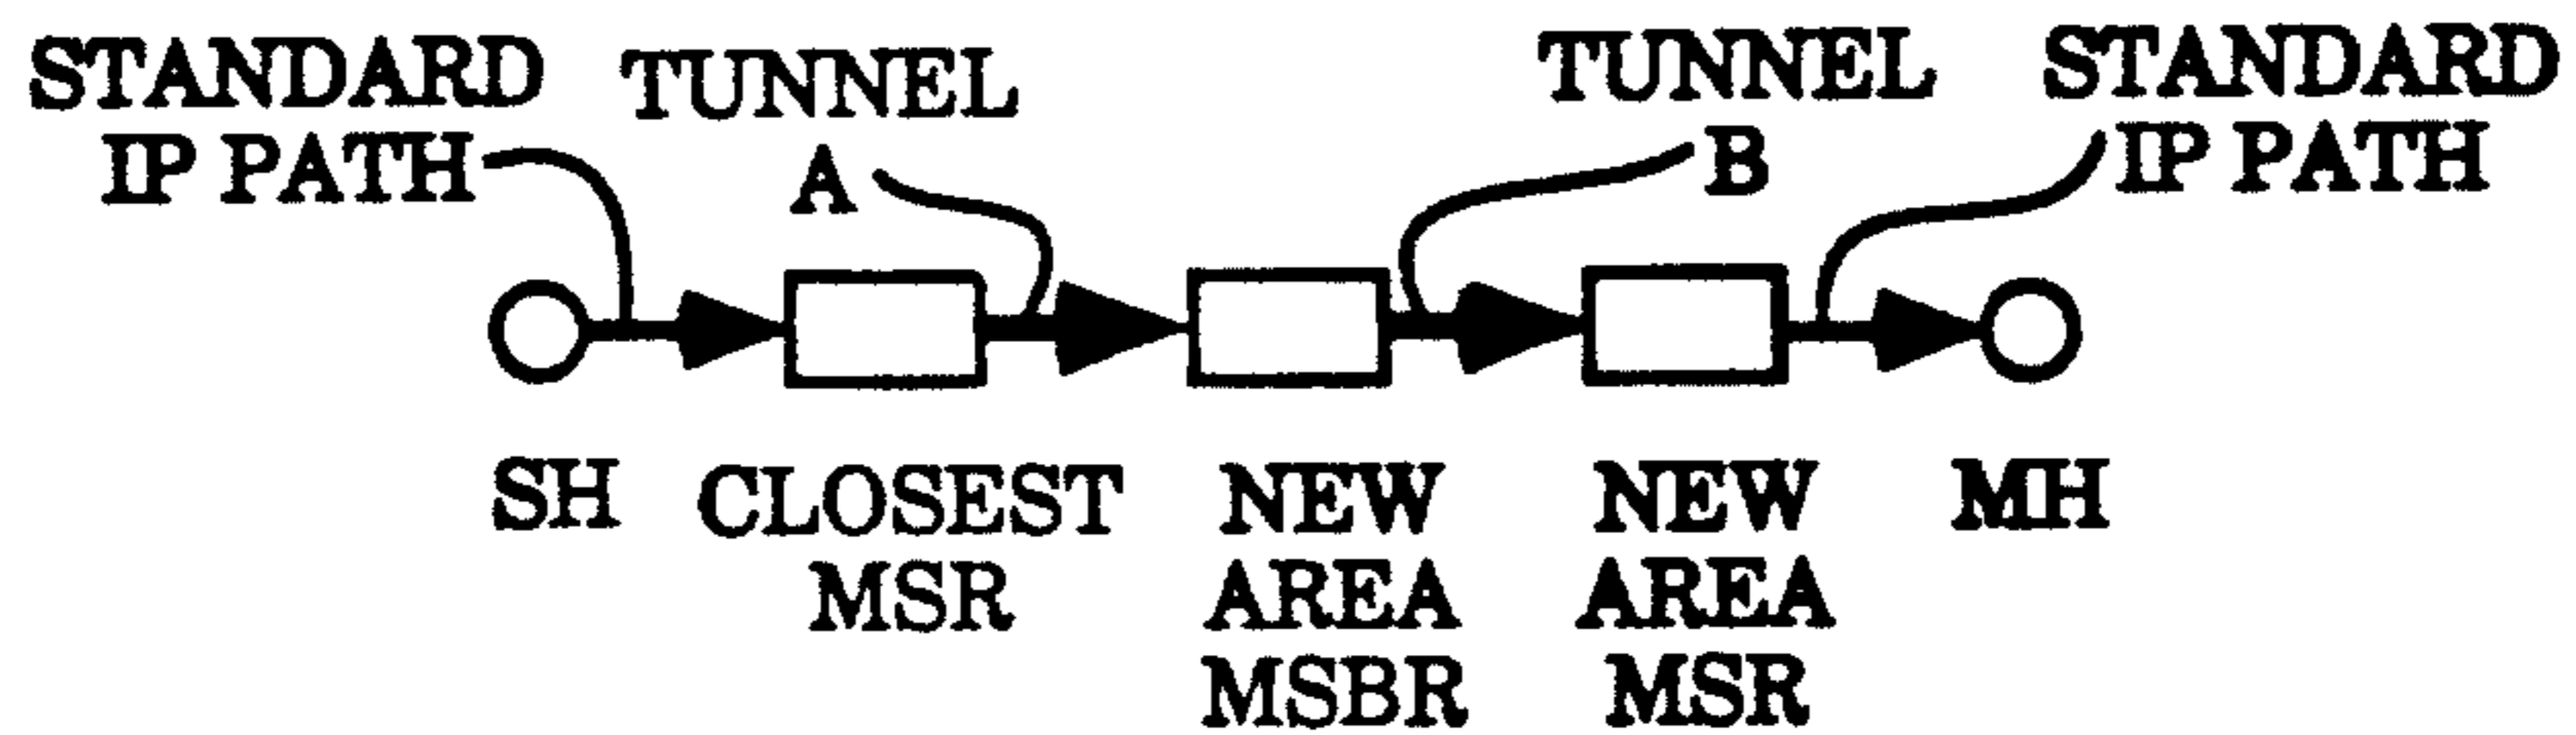 STANDARD
IP PATH
TUNNEL
A
TUNNEL
B
STANDARD
IP PATH
SH
CLOSEST
MSR
NEW
AREA
MSBR
NEW
AREA
MSR
MH